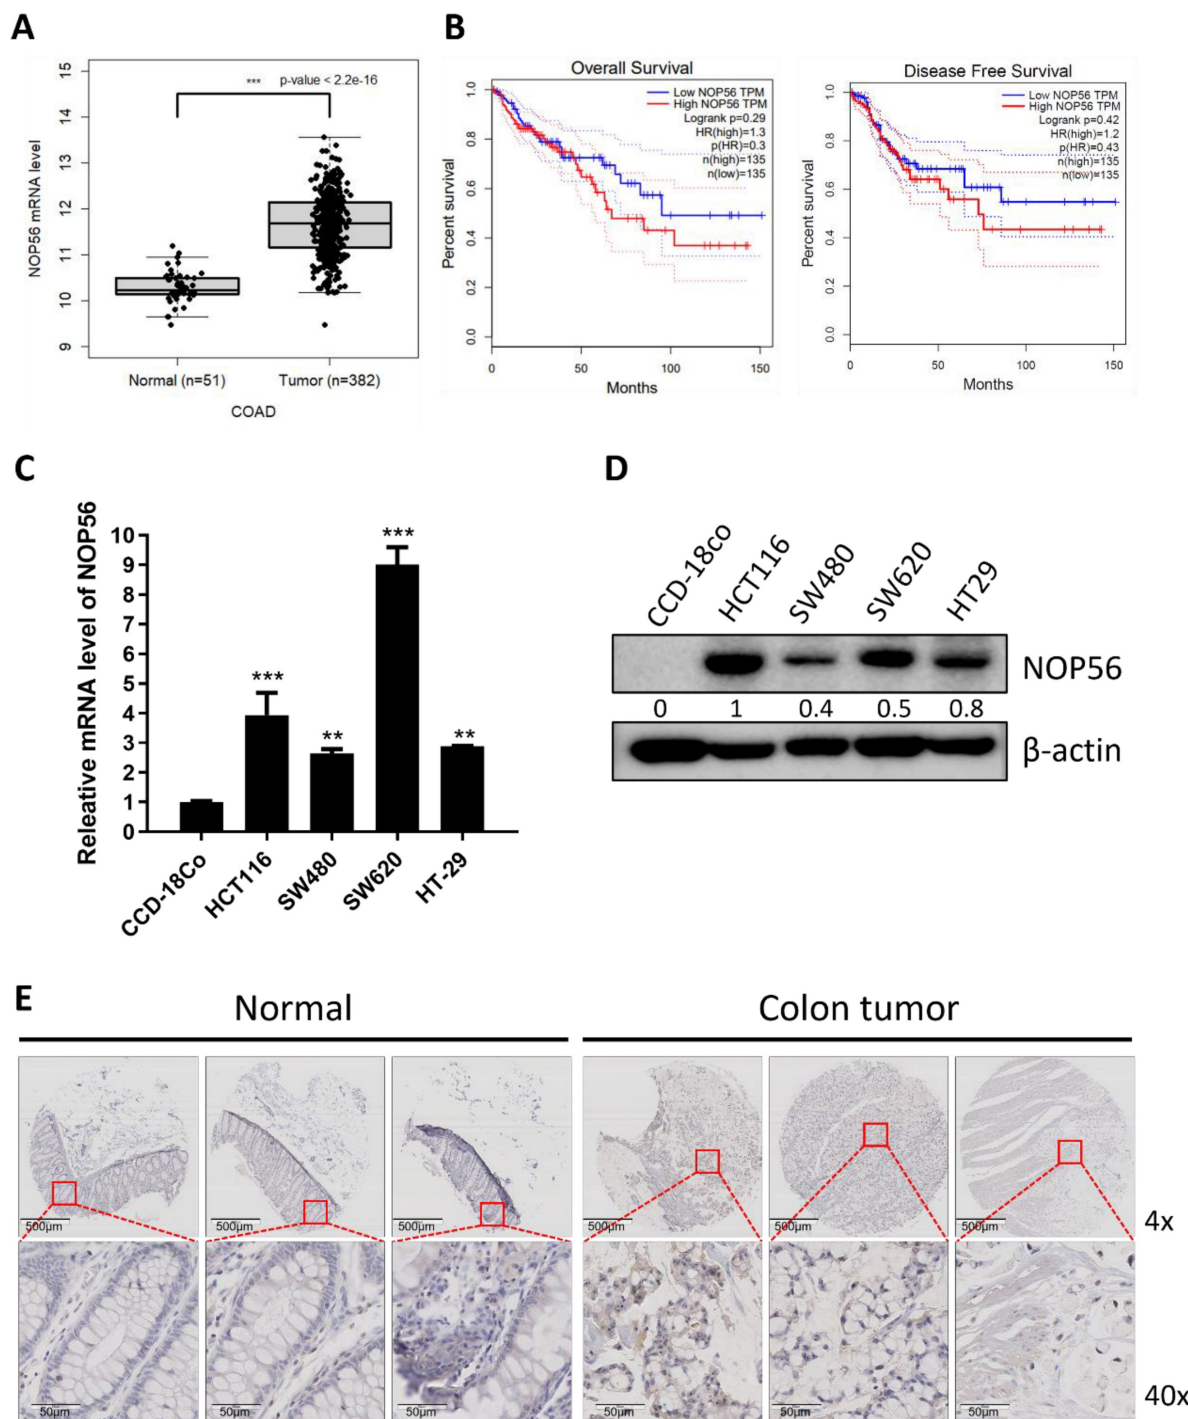 A
B
15
14
13
12
11
10
9
NOP56 mRNA level
*** p-value < 2.2e-16
Normal (n=51)
Tumor (n=382)
COAD
Overall Survival
Low NOP56 TPM
High NOP56 TPM
Logrank p=0.29
HR(high)=1.3
p(HR)=0.3
n(high)=135
n(low)=135
Percent survival
1.0
0.8
0.6
0.4
0.2
0.0
0 50 100 150
Months
Disease Free Survival
Low NOP56 TPM
High NOP56 TPM
Logrank p=0.42
HR(high)=1.2
p(HR)=0.43
n(high)=135
n(low)=135
Percent survival
1.0
0.8
0.6
0.4
0.2
0.0
0 50 100 150
Months
C
Releative mRNA level of NOP56
10
9
8
7
6
5
4
3
2
1
0
***
**
***
**
CCD-18Co
HCT116
SW480
SW620
HT-29
D
CCD-18co
HCT116
SW480
SW620
HT29
NOP56
0 1 0.4 0.5 0.8
β-actin
E
Normal
Colon tumor
500µm
500µm
500µm
500µm
500µm
500µm
4x
50µm
50µm
50µm
50µm
50µm
50µm
40x